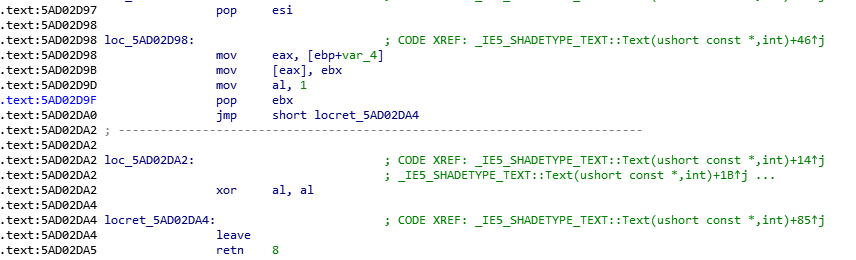 .text:5AD02D97 pop esi
.text:5AD02D98
.text:5AD02D98 loc_5AD02D98: ; CODE XREF: _IE5_SHADETYPE_TEXT::Text(ushort const *,int)+46↑j
.text:5AD02D98 mov eax, [ebp+var_4]
.text:5AD02D9B mov [eax], ebx
.text:5AD02D9D mov al, 1
.text:5AD02D9F pop ebx
.text:5AD02DA0 jmp short locret_5AD02DA4
.text:5AD02DA2 ; ---------------------------------------------------------------------------
.text:5AD02DA2
.text:5AD02DA2 loc_5AD02DA2: ; CODE XREF: _IE5_SHADETYPE_TEXT::Text(ushort const *,int)+14↑j
.text:5AD02DA2 ; _IE5_SHADETYPE_TEXT::Text(ushort const *,int)+1B↑j ...
.text:5AD02DA2 xor al, al
.text:5AD02DA4
.text:5AD02DA4 locret_5AD02DA4: ; CODE XREF: _IE5_SHADETYPE_TEXT::Text(ushort const *,int)+85↑j
.text:5AD02DA4 leave
.text:5AD02DA5 retn 8